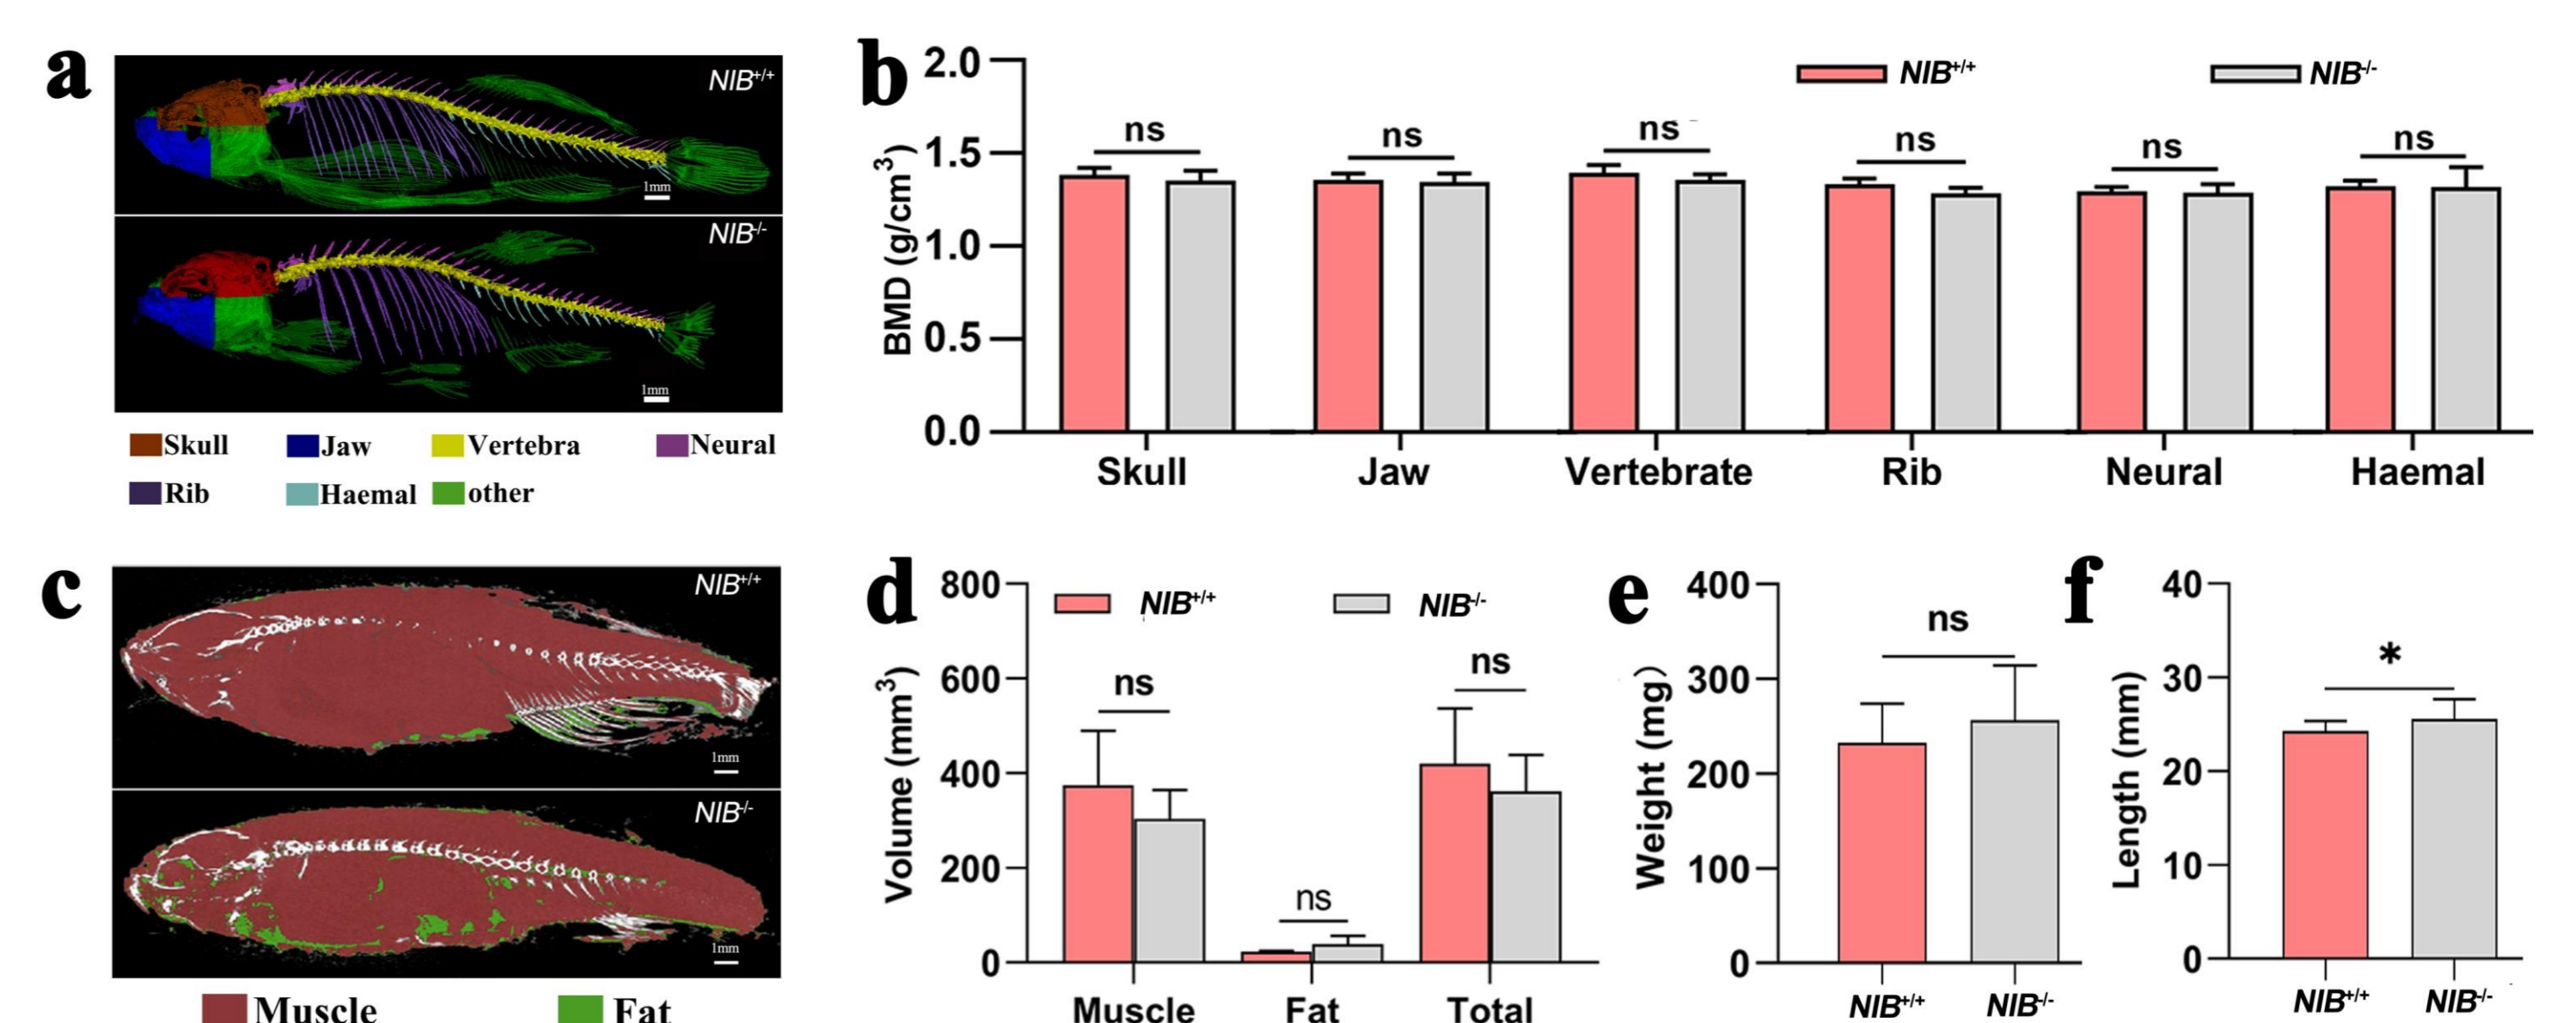 a
NIB+/+
1mm
NIB-/-
1mm
Skull Jaw Vertebra Neural
Rib Haemal other
b
BMD (g/cm3)
2.0
1.5
1.0
0.5
0.0
NIB+/+ NIB-/-
ns ns ns ns ns ns
Skull Jaw Vertebrate Rib Neural Haemal
c
NIB+/+
1mm
NIB-/-
1mm
Muscle Fat
d
Volume (mm3)
800
600
400
200
0
NIB+/+ NIB-/-
ns ns ns
Muscle Fat Total
e
Weight (mg)
400
300
200
100
0
ns
NIB+/+ NIB-/-
f
Length (mm)
40
30
20
10
0
*
NIB+/+ NIB-/-